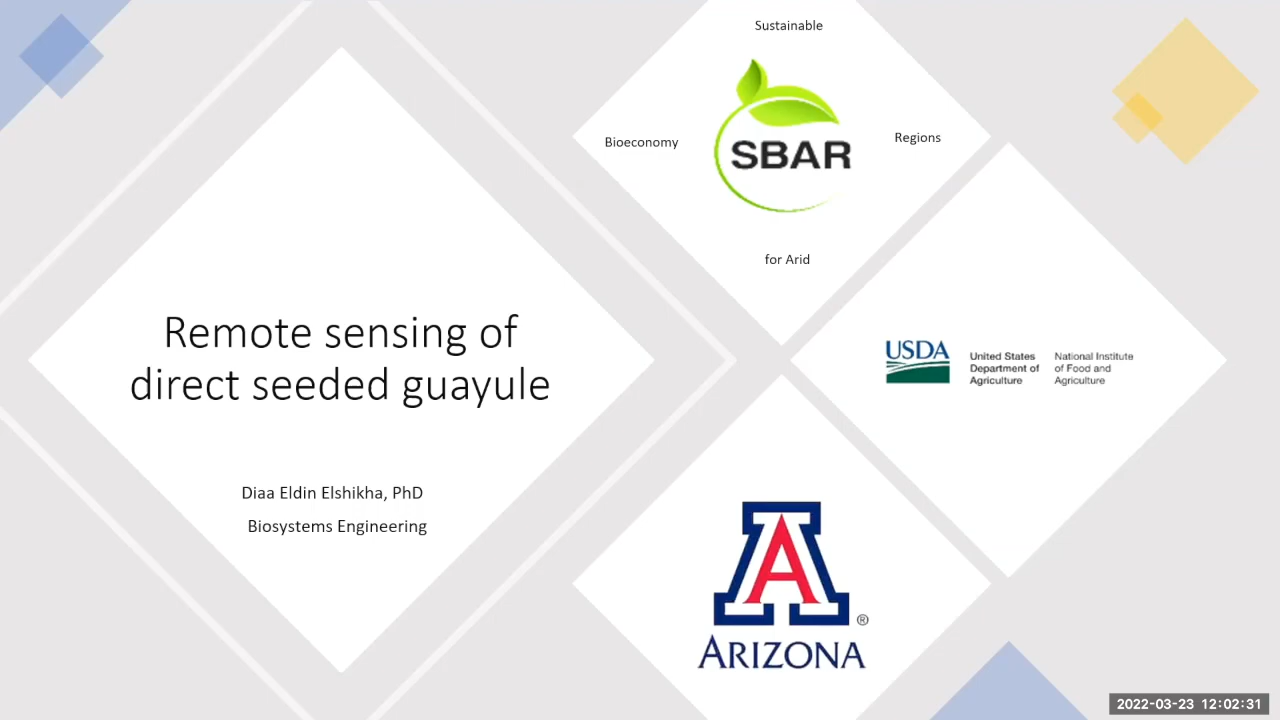 Remote sensing of
direct seeded guayule
Diaa Eldin Elshikha, PhD
Biosystems Engineering
Sustainable
Bioeconomy
SBAR
Regions
for Arid
USDA
United States
Department of
Agriculture
National Institute
of Food and
Agriculture
A
®
ARIZONA
2022-03-23 12:02:31